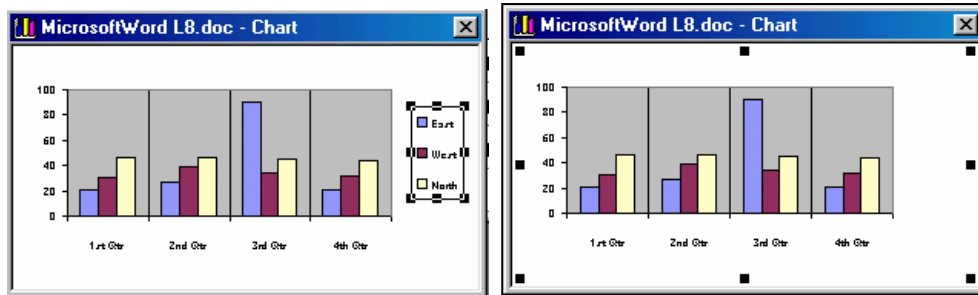 MicrosoftWord L8.doc - Chart
100
80
60
40
20
0
1st Qtr 2nd Qtr 3rd Qtr 4th Qtr
East
West
North
MicrosoftWord L8.doc - Chart
100
80
60
40
20
0
1st Qtr 2nd Qtr 3rd Qtr 4th Qtr